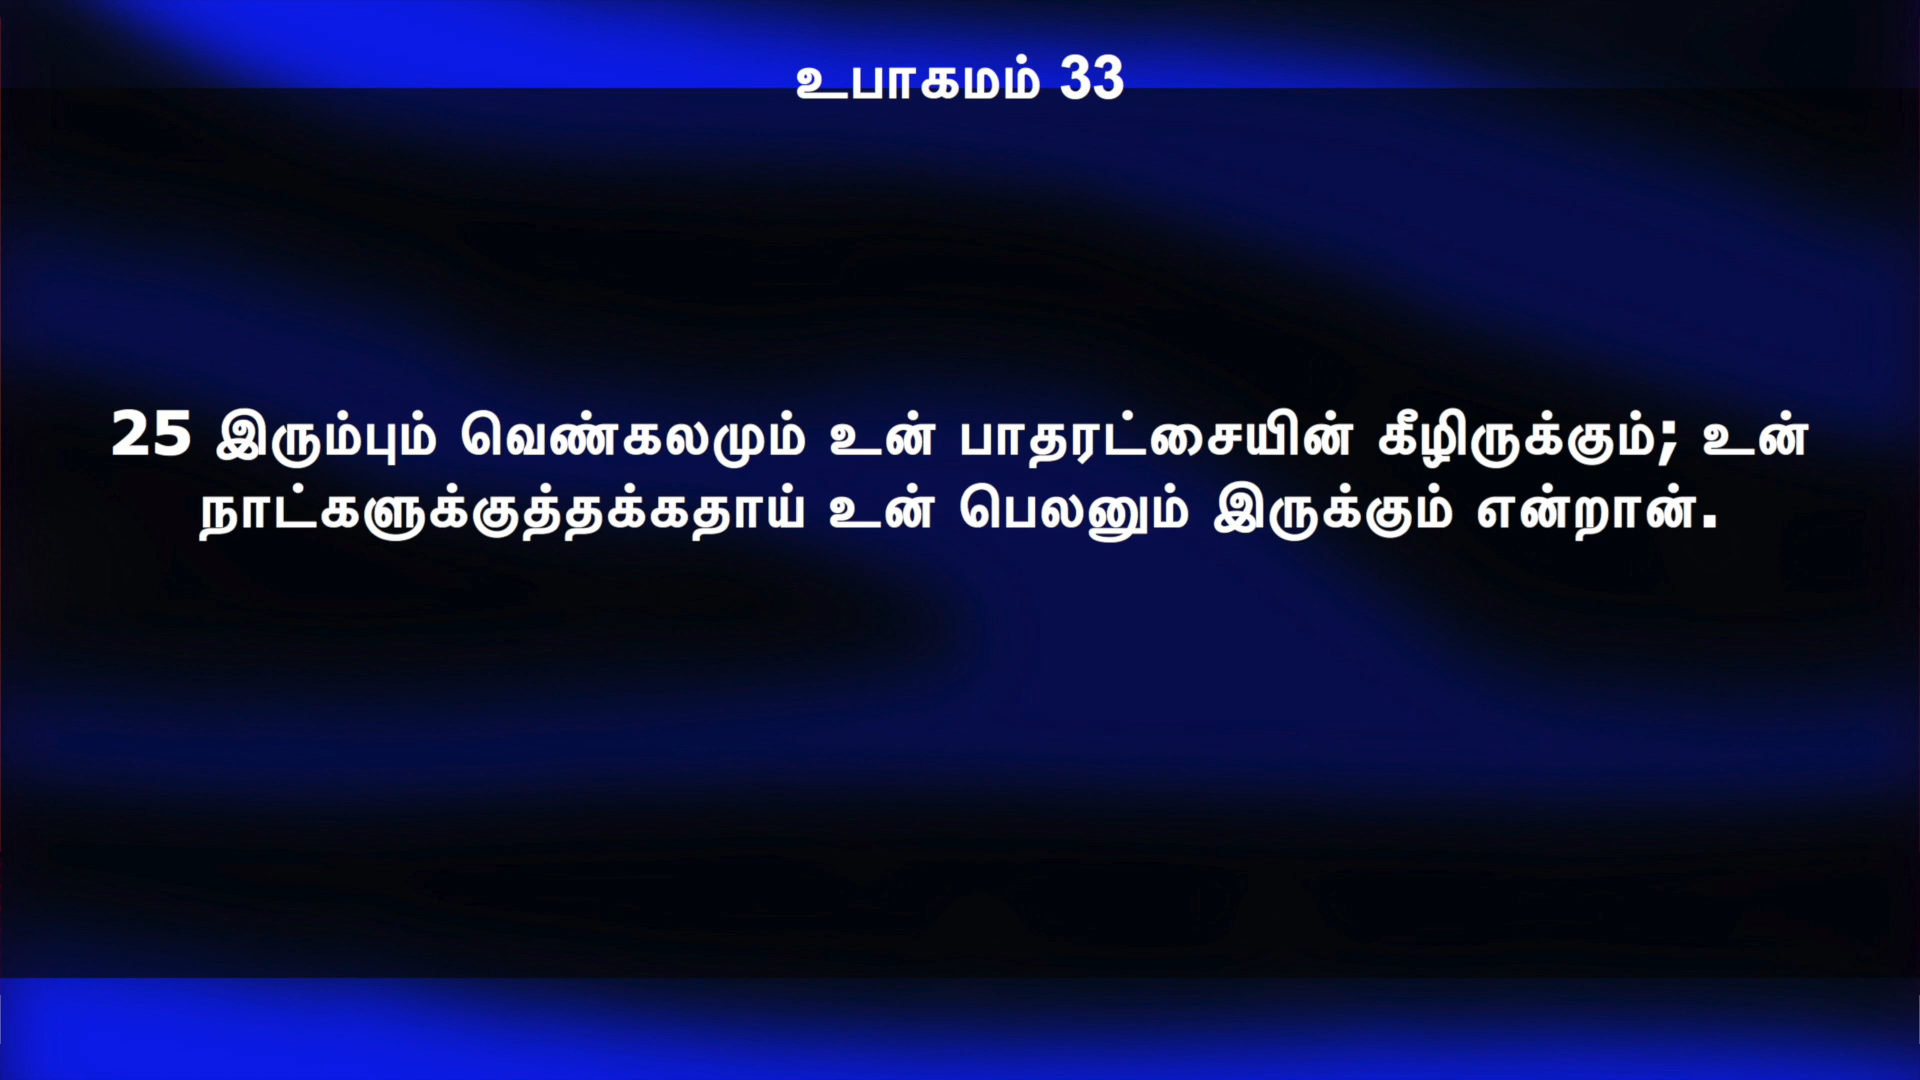 உபாகமம் 33
25 இரும்பும் வெண்கலமும் உன் பாதரட்சையின் கீழிருக்கும்; உன்
நாட்களுக்குத்தக்கதாய் உன் பெலனும் இருக்கும் என்றான்.